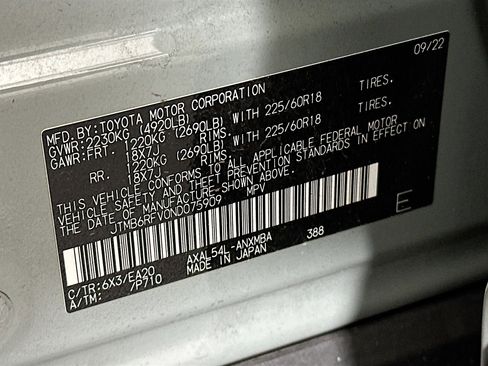 09/22
MFD.BY:TOYOTA MOTOR CORPORATION
GVWR:2230KG (4920LB)
GAWR:FRT. 1220KG (2690LB) WITH 225/60R18 TIRES.
18X7J RIMS.
RR. 1220KG (2690LB) WITH 225/60R18 TIRES.
18X7J RIMS.
THIS VEHICLE CONFORMS TO ALL APPLICABLE FEDERAL MOTOR
VEHICLE SAFETY AND THEFT PREVENTION STANDARDS IN EFFECT ON
THE DATE OF MANUFACTURE SHOWN ABOVE.
JTMB6RFV0ND075909 MPV
E
C/TR:6X3/EA20 AXAL54L-ANXMBA 388
A/TM: 7P710 MADE IN JAPAN